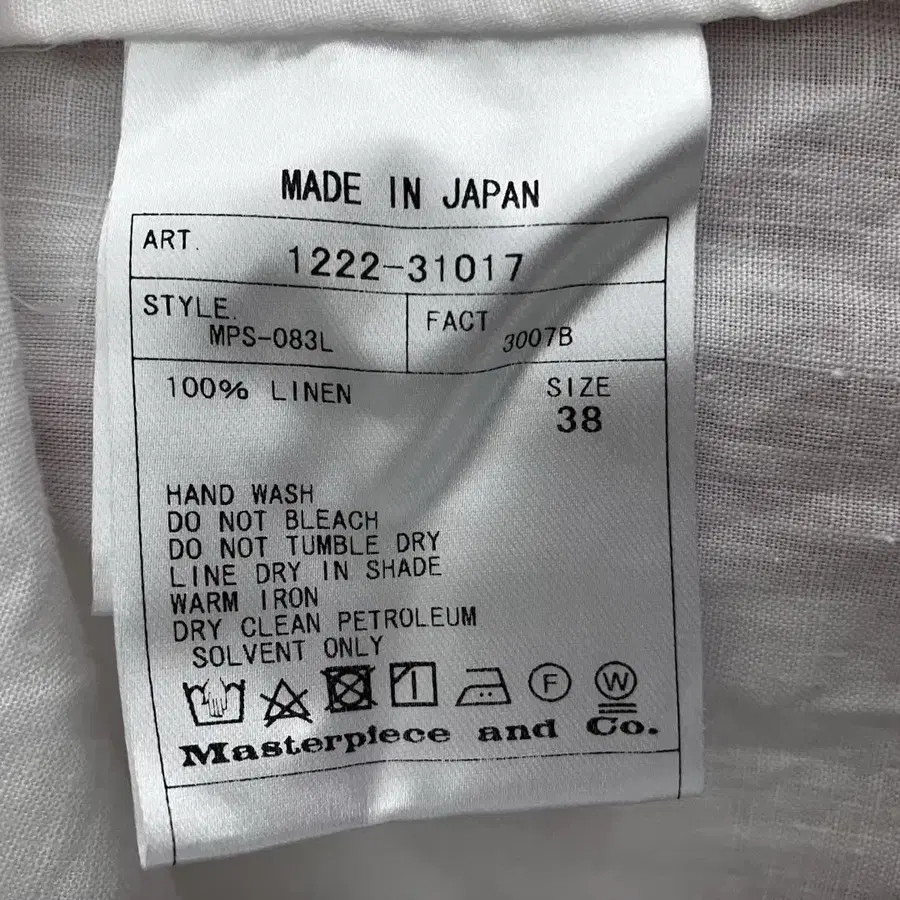 MADE IN JAPAN
ART.
1222-31017
STYLE.
MPS-083L
FACT
3007B
100% LINEN
SIZE
38
HAND WASH
DO NOT BLEACH
DO NOT TUMBLE DRY
LINE DRY IN SHADE
WARM IRON
DRY CLEAN PETROLEUM
SOLVENT ONLY
F W
Masterpiece and Co.